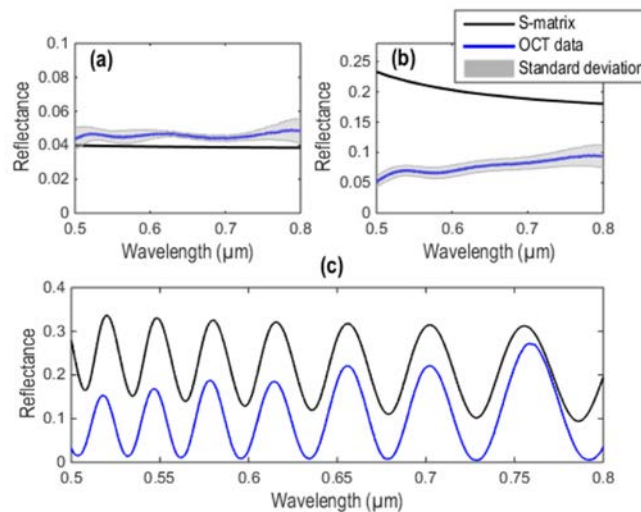 S-matrix
OCT data
Standard deviation
(a)
Reflectance
0.1
0.08
0.06
0.04
0.02
0
0.5
0.6
0.7
0.8
Wavelength (µm)
(b)
Reflectance
0.25
0.2
0.15
0.1
0.05
0
0.5
0.6
0.7
0.8
Wavelength (µm)
(c)
Reflectance
0.4
0.3
0.2
0.1
0
0.5
0.55
0.6
0.65
0.7
0.75
0.8
Wavelength (µm)